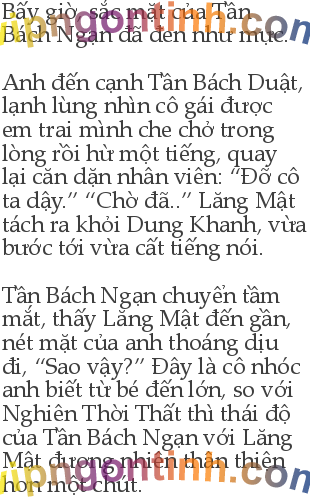 Bấy giờ, sắc mặt của Tần
Bách Ngạn đã đen như mực.
Anh đến cạnh Tần Bách Duật,
lạnh lùng nhìn cô gái được
em trai mình che chở trong
lòng rồi hừ một tiếng, quay
lại căn dặn nhân viên: “Đỡ cô
ta dậy.” “Chờ đã..” Lăng Mật
tách ra khỏi Dung Khanh, vừa
bước tới vừa cất tiếng nói.
Tần Bách Ngạn chuyển tầm
mắt, thấy Lăng Mật đến gần,
nét mặt của anh thoáng dịu
đi, “Sao vậy?” Đây là cô nhóc
anh biết từ bé đến lớn, so với
Nghiên Thời Thất thì thái độ
của Tần Bách Ngạn với Lăng
Mật đương nhiên thân thiện
hơn một chút.